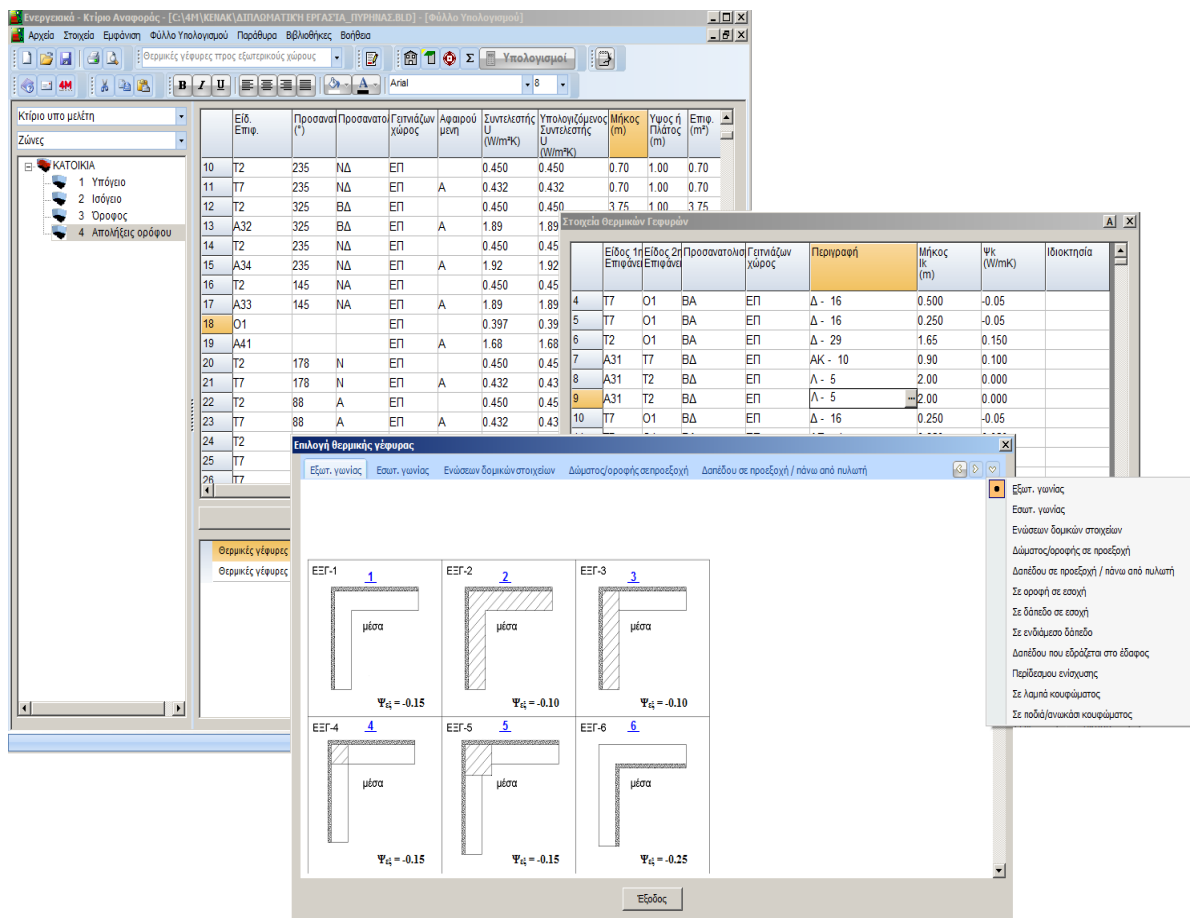 Ενεργειακά - Κτίριο Αναφοράς - [C:\4M\KENAK\ΔΙΠΛΩΜΑΤΙΚΉ ΕΡΓΑΣΊΑ_ΠΥΡΗΝΑΣ.BLD] - [Φύλλο Υπολογισμού]
Αρχεία Στοιχεία Εμφάνιση Φύλλο Υπολογισμού Παράθυρα Βιβλιοθήκες Βοήθεια
Θερμικές γέφυρες προς εξωτερικούς χώρους Σ Υπολογισμοί
4M B I U A Arial 8
Κτίριο υπο μελέτη
Ζώνες
ΚΑΤΟΙΚΙΑ
1 Υπόγειο
2 Ισόγειο
3 Όροφος
4 Απολήξεις ορόφου
Είδ. Επιφ. Προσανατ (°) Προσανατο Γειτνιάζων χώρος Αφαιρού μενη Συντελεστής U (W/m²K) Υπολογιζόμενος Συντελεστής U (W/m²K) Μήκος (m) Υψος ή Πλάτος (m) Επιφ. (m²)
10 T2 235 ΝΔ ΕΠ 0.450 0.450 0.70 1.00 0.70
11 T7 235 ΝΔ ΕΠ Α 0.432 0.432 0.70 1.00 0.70
12 T2 325 ΒΔ ΕΠ 0.450 0.450 3.75 1.00 3.75
13 A32 325 ΒΔ ΕΠ Α 1.89 1.89
14 T2 235 ΝΔ ΕΠ 0.450 0.45
15 A34 235 ΝΔ ΕΠ Α 1.92 1.92
16 T2 145 ΝΑ ΕΠ 0.450 0.45
17 A33 145 ΝΑ ΕΠ Α 1.89 1.89
18 O1 ΕΠ 0.397 0.39
19 A41 ΕΠ Α 1.68 1.68
20 T2 178 Ν ΕΠ 0.450 0.45
21 T7 178 Ν ΕΠ Α 0.432 0.43
22 T2 88 Α ΕΠ 0.450 0.45
23 T7 88 Α ΕΠ Α 0.432 0.43
24 T2
25 T7
26 T7
Θερμικές γέφυρες
Θερμικές γέφυρες
Στοιχεία Θερμικών Γεφυρών A X
Είδος 1η Επιφάνει Είδος 2η Επιφάνει Προσανατολισ Γειτνιάζων χώρος Περιγραφή Μήκος lk (m) Ψk (W/mK) Ιδιοκτησία
4 T7 O1 ΒΑ ΕΠ Δ - 16 0.500 -0.05
5 T7 O1 ΒΑ ΕΠ Δ - 16 0.250 -0.05
6 T2 O1 ΒΑ ΕΠ Δ - 29 1.65 0.150
7 A31 T7 ΒΔ ΕΠ ΑΚ - 10 0.90 0.100
8 A31 T2 ΒΔ ΕΠ Λ - 5 2.00 0.000
9 A31 T2 ΒΔ ΕΠ Λ - 5 ... 2.00 0.000
10 T7 O1 ΒΔ ΕΠ Δ - 16 0.250 -0.05
Επιλογή θερμικής γέφυρας
Εξωτ. γωνίας Εσωτ. γωνίας Ενώσεων δομικών στοιχείων Δώματος/οροφής σε προεξοχή Δαπέδου σε προεξοχή / πάνω από πυλωτή
ΕΞΓ-1 1 ΕΞΓ-2 2 ΕΞΓ-3 3
μέσα μέσα μέσα
Ψεξ = -0.15 Ψεξ = -0.10 Ψεξ = -0.10
ΕΞΓ-4 4 ΕΞΓ-5 5 ΕΞΓ-6 6
μέσα μέσα μέσα
Ψεξ = -0.15 Ψεξ = -0.15 Ψεξ = -0.25
Έξοδος
Εξωτ. γωνίας
Εσωτ. γωνίας
Ενώσεων δομικών στοιχείων
Δώματος/οροφής σε προεξοχή
Δαπέδου σε προεξοχή / πάνω από πυλωτή
Σε οροφή σε εσοχή
Σε δάπεδο σε εσοχή
Σε ενδιάμεσο δάπεδο
Δαπέδου που εδράζεται στο έδαφος
Περίδεσμου ενίσχυσης
Σε λαμπά κουφώματος
Σε ποδιά/ανωκάσι κουφώματος